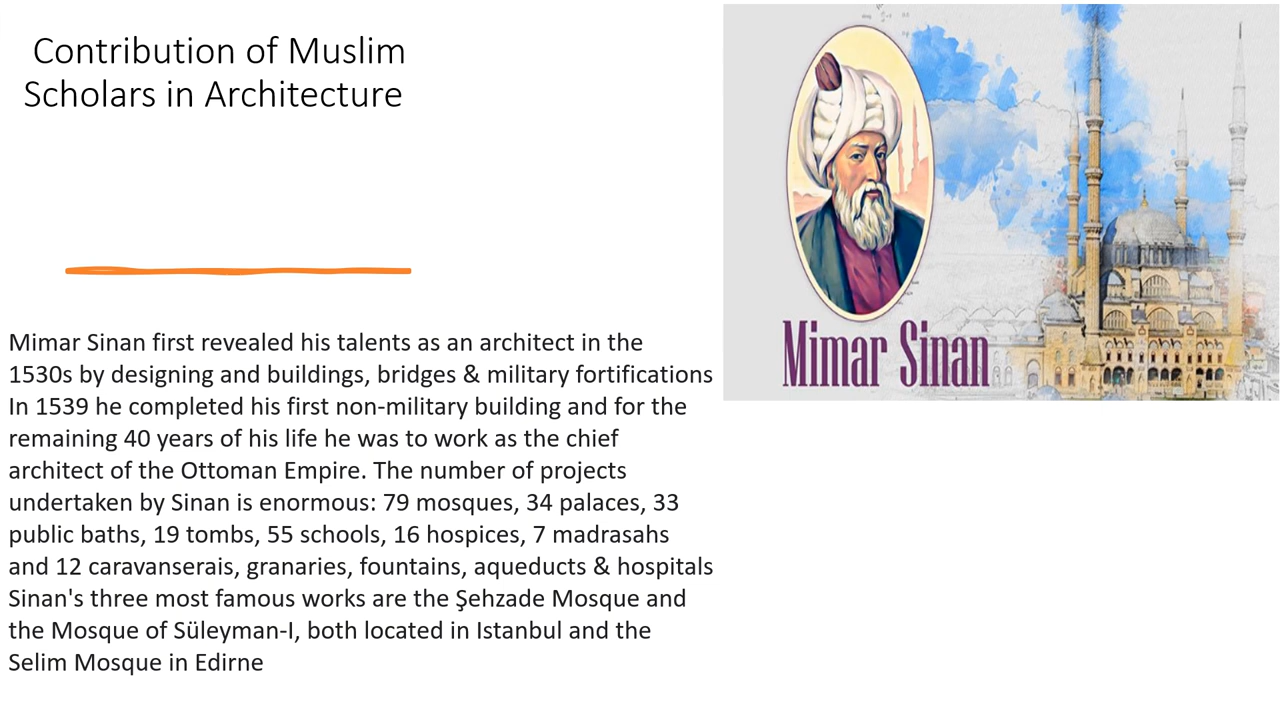 Contribution of Muslim
Scholars in Architecture
Mimar Sinan
Mimar Sinan first revealed his talents as an architect in the
1530s by designing and buildings, bridges & military fortifications
In 1539 he completed his first non-military building and for the
remaining 40 years of his life he was to work as the chief
architect of the Ottoman Empire. The number of projects
undertaken by Sinan is enormous: 79 mosques, 34 palaces, 33
public baths, 19 tombs, 55 schools, 16 hospices, 7 madrasahs
and 12 caravanserais, granaries, fountains, aqueducts & hospitals
Sinan's three most famous works are the Şehzade Mosque and
the Mosque of Süleyman-I, both located in Istanbul and the
Selim Mosque in Edirne